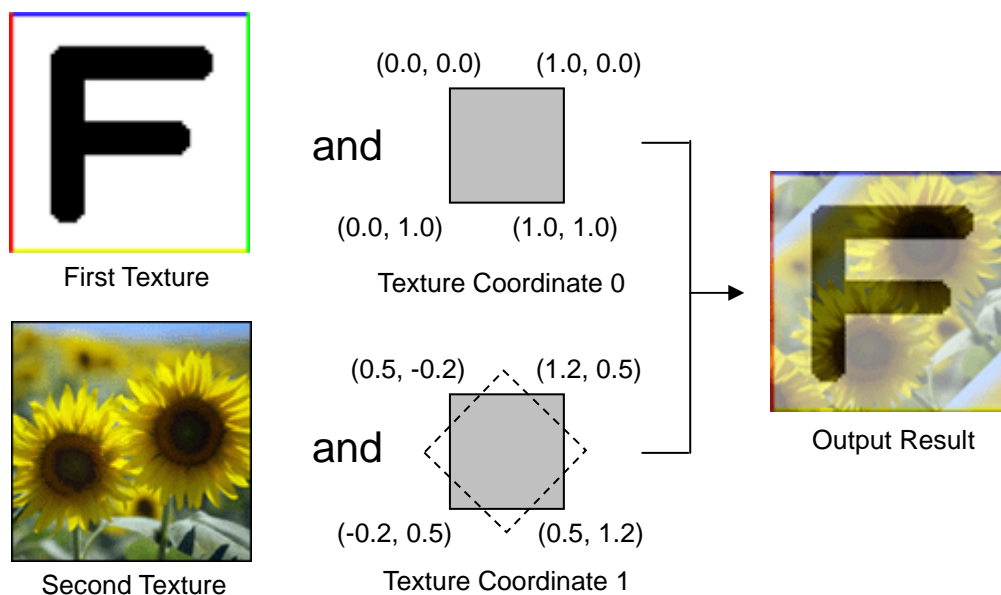 F
First Texture
and
(0.0, 0.0) (1.0, 0.0)
(0.0, 1.0) (1.0, 1.0)
Texture Coordinate 0
Second Texture
and
(0.5, -0.2) (1.2, 0.5)
(-0.2, 0.5) (0.5, 1.2)
Texture Coordinate 1
F
Output Result